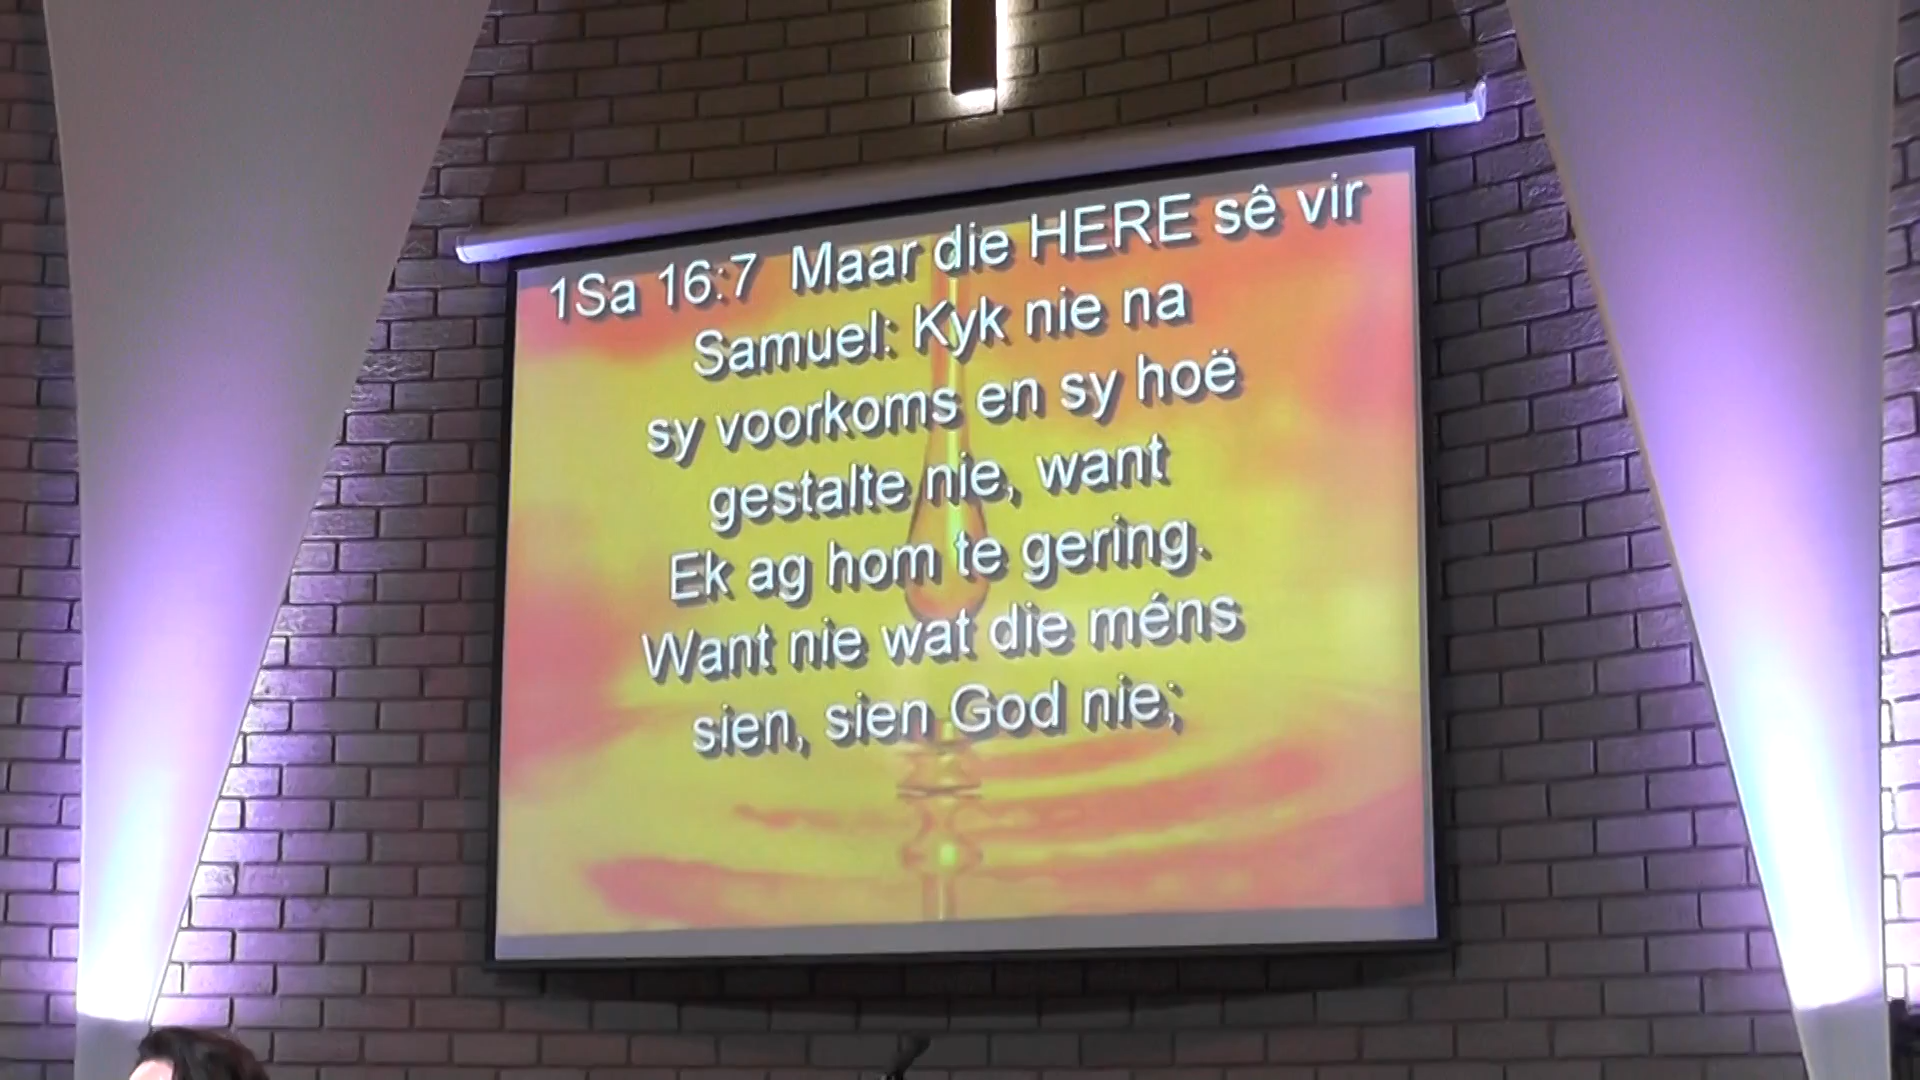 1Sa 16:7 Maar die HERE sê vir
Samuel: Kyk nie na
sy voorkoms en sy hoë
gestalte nie, want
Ek ag hom te gering.
Want nie wat die méns
sien, sien God nie;